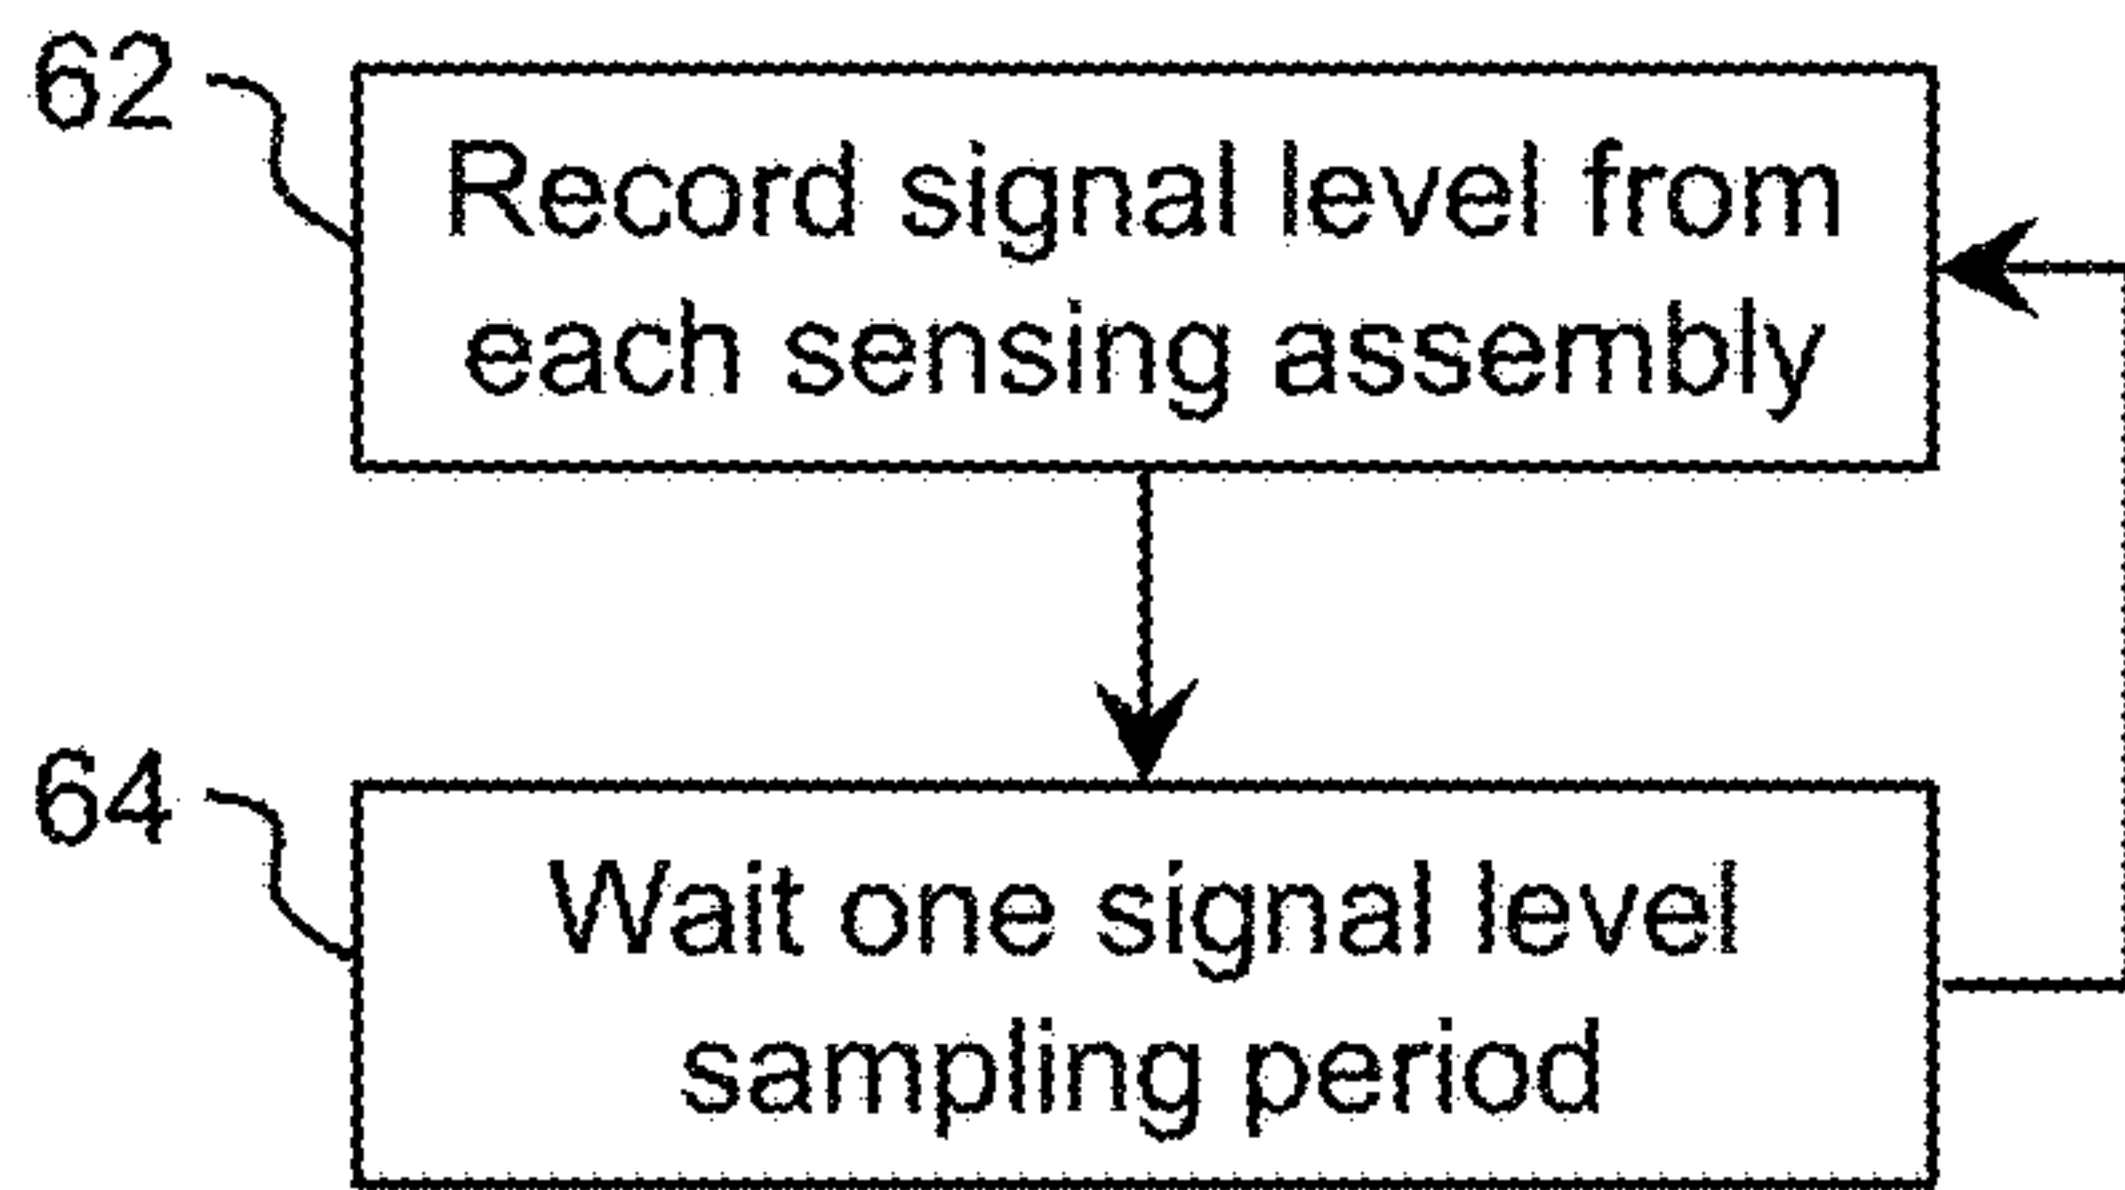 62
Record signal level from
each sensing assembly
64
Wait one signal level
sampling period